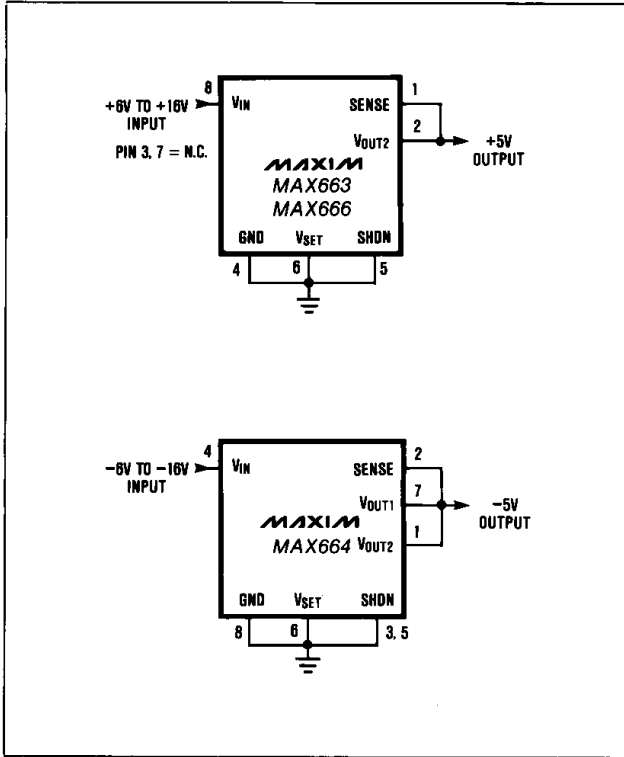 8
+6V TO +16V
INPUT
PIN 3, 7 = N.C.
VIN
SENSE
1
VOUT2
2
+5V
OUTPUT
MAXIM
MAX663
MAX666
GND VSET SHDN
4 6 5
4
-6V TO -16V
INPUT
VIN
SENSE
2
VOUT1
7
-5V
OUTPUT
MAXIM
MAX664
VOUT2
1
GND VSET SHDN
8 6 3, 5